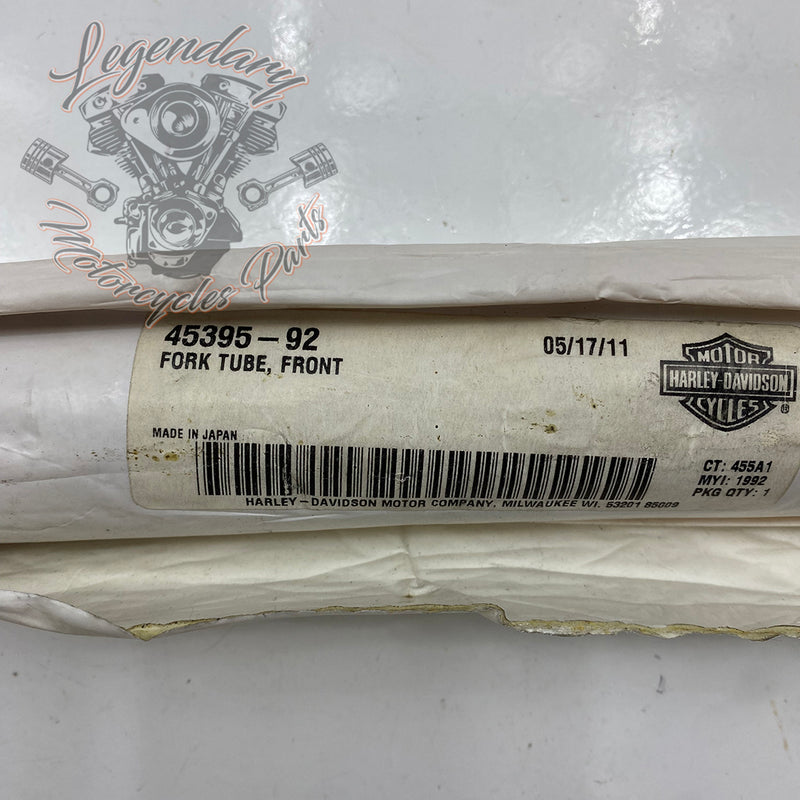 Legendary
Motorcycles Parts
45395-92
FORK TUBE, FRONT
05/17/11
MOTOR
HARLEY-DAVIDSON
CYCLES
®
MADE IN JAPAN
CT: 455A1
MYI: 1992
PKG QTY: 1
HARLEY-DAVIDSON MOTOR COMPANY, MILWAUKEE WI. 53201 85009